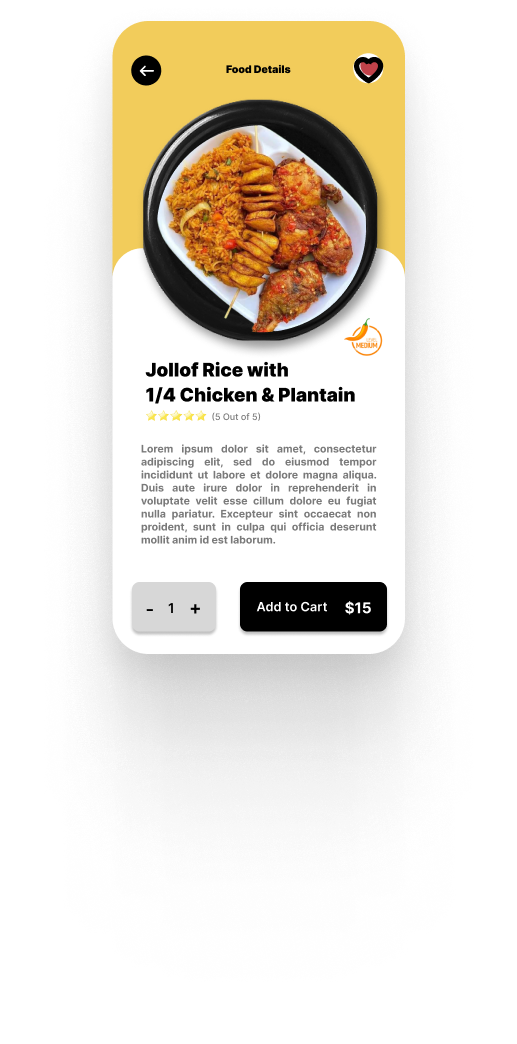 Food Details
MEDIUM
Jollof Rice with
1/4 Chicken & Plantain
(5 Out of 5)
Lorem ipsum dolor sit amet, consectetur
adipiscing elit, sed do eiusmod tempor
incididunt ut labore et dolore magna aliqua.
Duis aute irure dolor in reprehenderit in
voluptate velit esse cillum dolore eu fugiat
nulla pariatur. Excepteur sint occaecat non
proident, sunt in culpa qui officia deserunt
mollit anim id est laborum.
- 1 +
Add to Cart $15